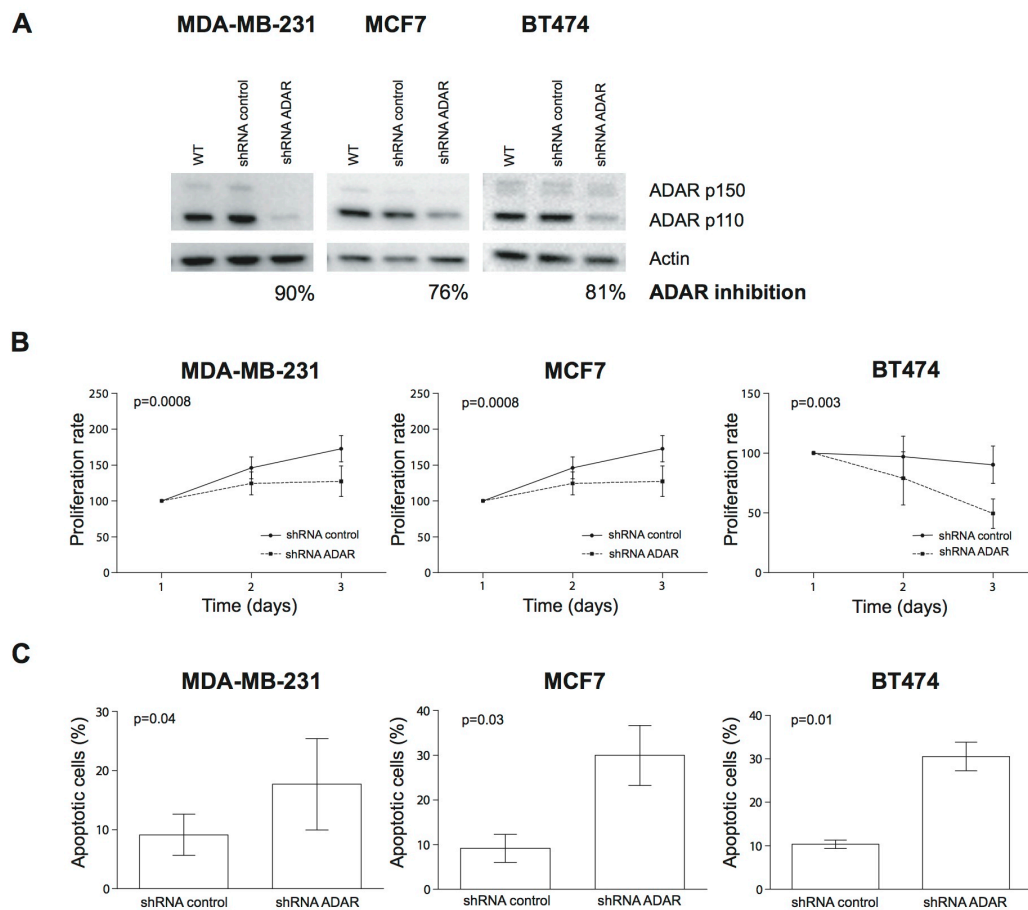 A
MDA-MB-231 MCF7 BT474
WT shRNA control shRNA ADAR WT shRNA control shRNA ADAR WT shRNA control shRNA ADAR
ADAR p150
ADAR p110
Actin
90% 76% 81% ADAR inhibition
B
MDA-MB-231 MCF7 BT474
Proliferation rate
250
200
150
100
50
0
p=0.0008
shRNA control
shRNA ADAR
1 2 3
Time (days)
Proliferation rate
250
200
150
100
50
0
p=0.0008
shRNA control
shRNA ADAR
1 2 3
Time (days)
Proliferation rate
150
100
50
0
p=0.003
shRNA control
shRNA ADAR
1 2 3
Time (days)
C
MDA-MB-231 MCF7 BT474
Apoptotic cells (%)
30
20
10
0
p=0.04
shRNA control shRNA ADAR
Apoptotic cells (%)
40
30
20
10
0
p=0.03
shRNA control shRNA ADAR
Apoptotic cells (%)
40
30
20
10
0
p=0.01
shRNA control shRNA ADAR